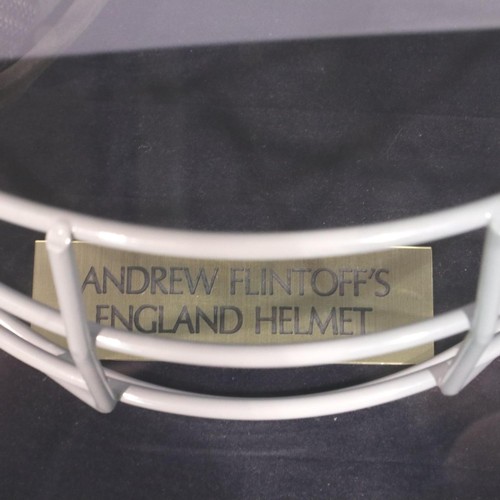 ANDREW FLINTOFF'S
ENGLAND HELMET